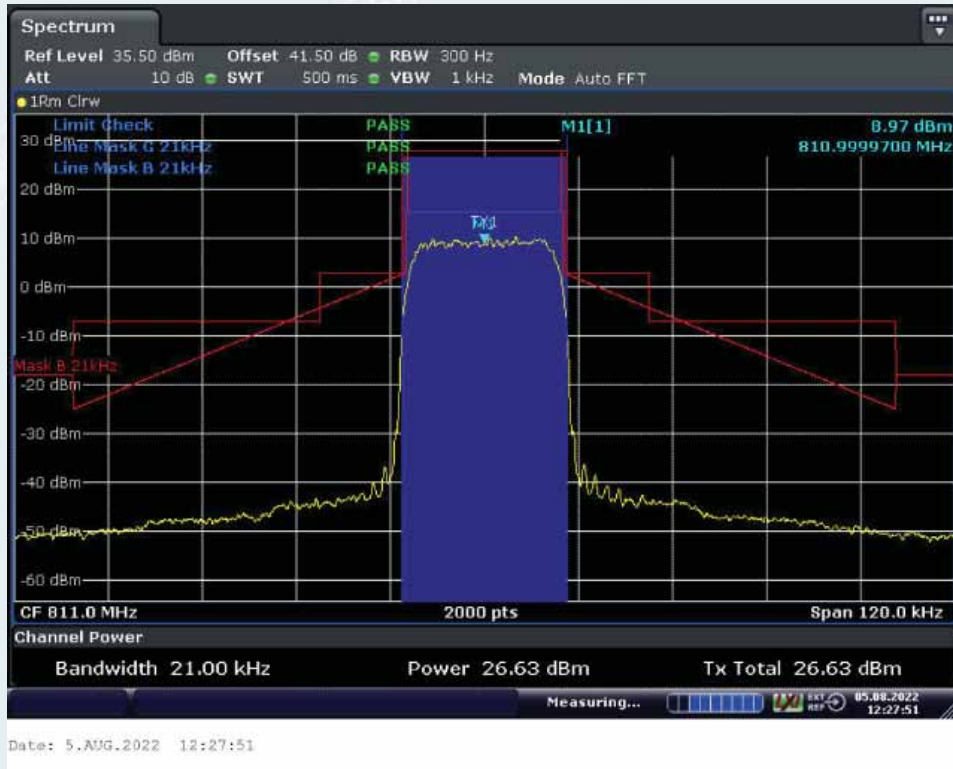 Spectrum
Ref Level 35.50 dBm Offset 41.50 dB RBW 300 Hz
Att 10 dB SWT 500 ms VBW 1 kHz Mode Auto FFT
1Rm Clrw
Limit Check PASS M1[1] 8.97 dBm
30 dBm
Line Mask G 21kHz PASS 810.9999700 MHz
Line Mask B 21kHz PASS
20 dBm
10 dBm
0 dBm
-10 dBm
Mask B 21kHz
-20 dBm
-30 dBm
-40 dBm
-50 dBm
-60 dBm
CF 811.0 MHz 2000 pts Span 120.0 kHz
Channel Power
Bandwidth 21.00 kHz Power 26.63 dBm Tx Total 26.63 dBm
Measuring... EXT REF 05.08.2022
12:27:51
Date: 5.AUG.2022 12:27:51